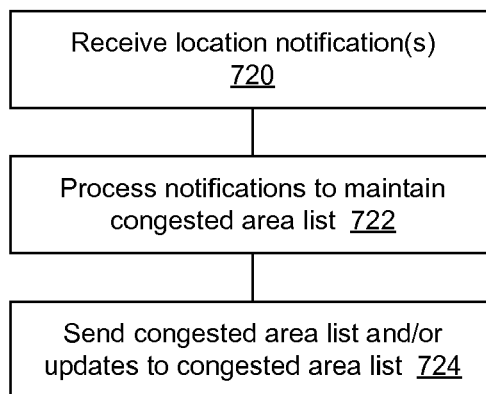 Receive location notification(s)
720
Process notifications to maintain
congested area list 722
Send congested area list and/or
updates to congested area list 724